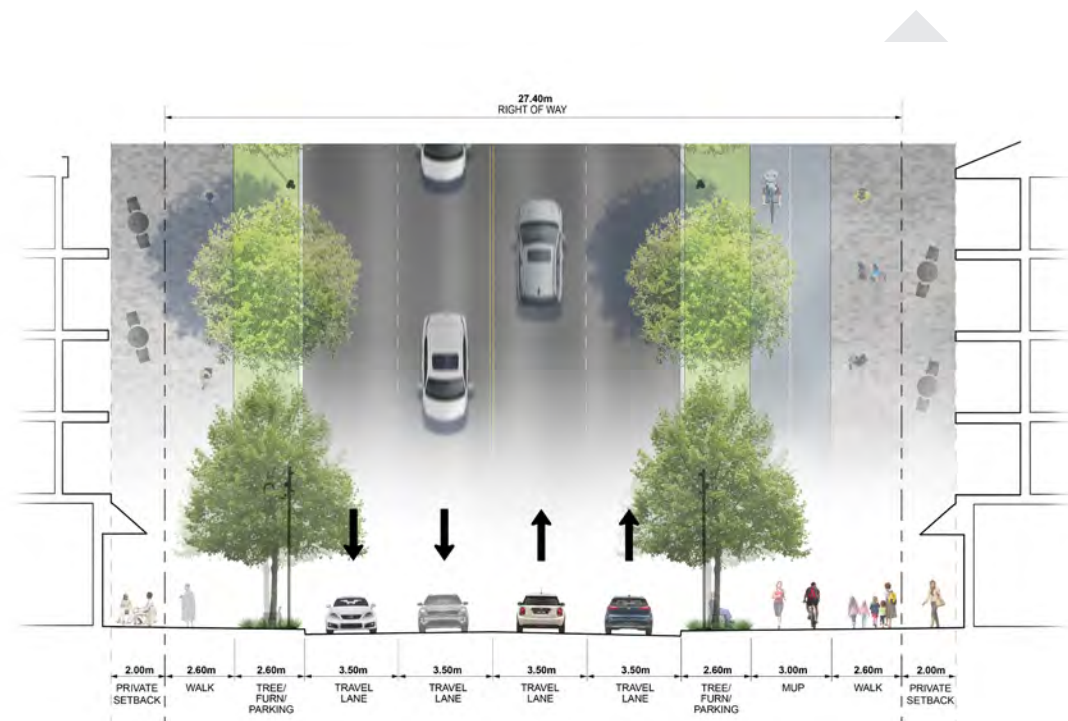 27.40m
RIGHT OF WAY
2.00m
PRIVATE
SETBACK
2.60m
WALK
2.60m
TREE/
FURN/
PARKING
3.50m
TRAVEL
LANE
3.50m
TRAVEL
LANE
3.50m
TRAVEL
LANE
3.50m
TRAVEL
LANE
2.60m
TREE/
FURN/
PARKING
3.00m
MUP
2.60m
WALK
2.00m
PRIVATE
SETBACK